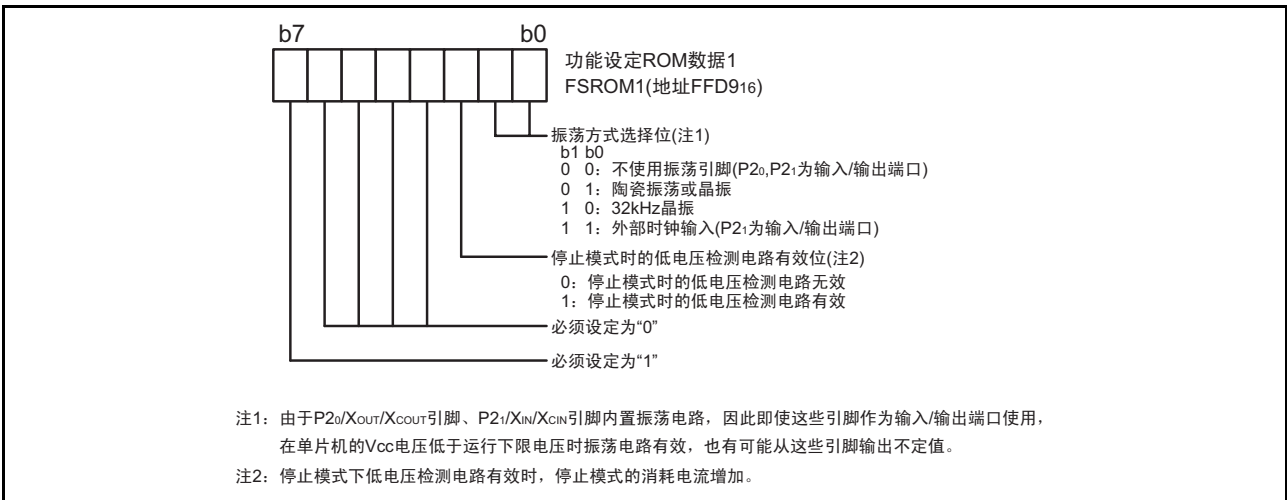 b7 b0
功能设定ROM数据1
FSROM1(地址FFD916)
振荡方式选择位(注1)
b1 b0
0 0：不使用振荡引脚(P20,P21为输入/输出端口)
0 1：陶瓷振荡或晶振
1 0：32kHz晶振
1 1：外部时钟输入(P21为输入/输出端口)
停止模式时的低电压检测电路有效位(注2)
0：停止模式时的低电压检测电路无效
1：停止模式时的低电压检测电路有效
必须设定为“0”
必须设定为“1”
注1：由于P20/XOUT/XCOUT引脚、P21/XIN/XCIN引脚内置振荡电路，因此即使这些引脚作为输入/输出端口使用，
在单片机的Vcc电压低于运行下限电压时振荡电路有效，也有可能从这些引脚输出不定值。
注2：停止模式下低电压检测电路有效时，停止模式的消耗电流增加。